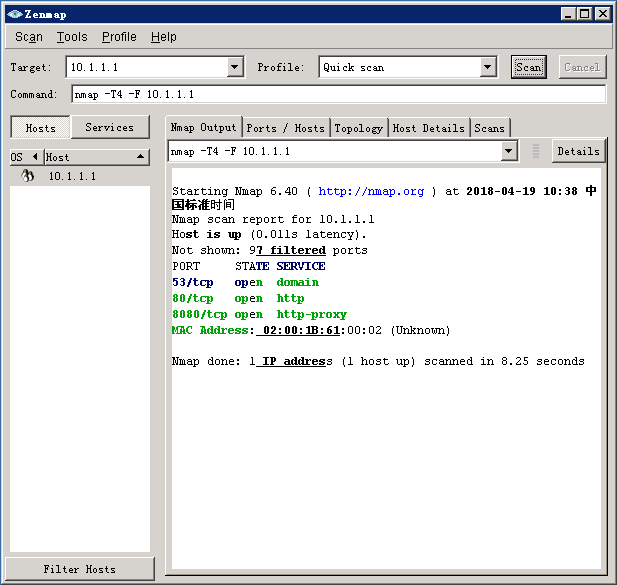 Zenmap
Scan Tools Profile Help
Target: 10.1.1.1 Profile: Quick scan Scan Cancel
Command: nmap -T4 -F 10.1.1.1
Hosts Services
OS Host
10.1.1.1
Filter Hosts
Nmap Output Ports / Hosts Topology Host Details Scans
nmap -T4 -F 10.1.1.1 Details
Starting Nmap 6.40 ( http://nmap.org ) at 2018-04-19 10:38 中
国标准时间
Nmap scan report for 10.1.1.1
Host is up (0.011s latency).
Not shown: 97 filtered ports
PORT STATE SERVICE
53/tcp open domain
80/tcp open http
8080/tcp open http-proxy
MAC Address: 02:00:1B:61:00:02 (Unknown)
Nmap done: 1 IP address (1 host up) scanned in 8.25 seconds